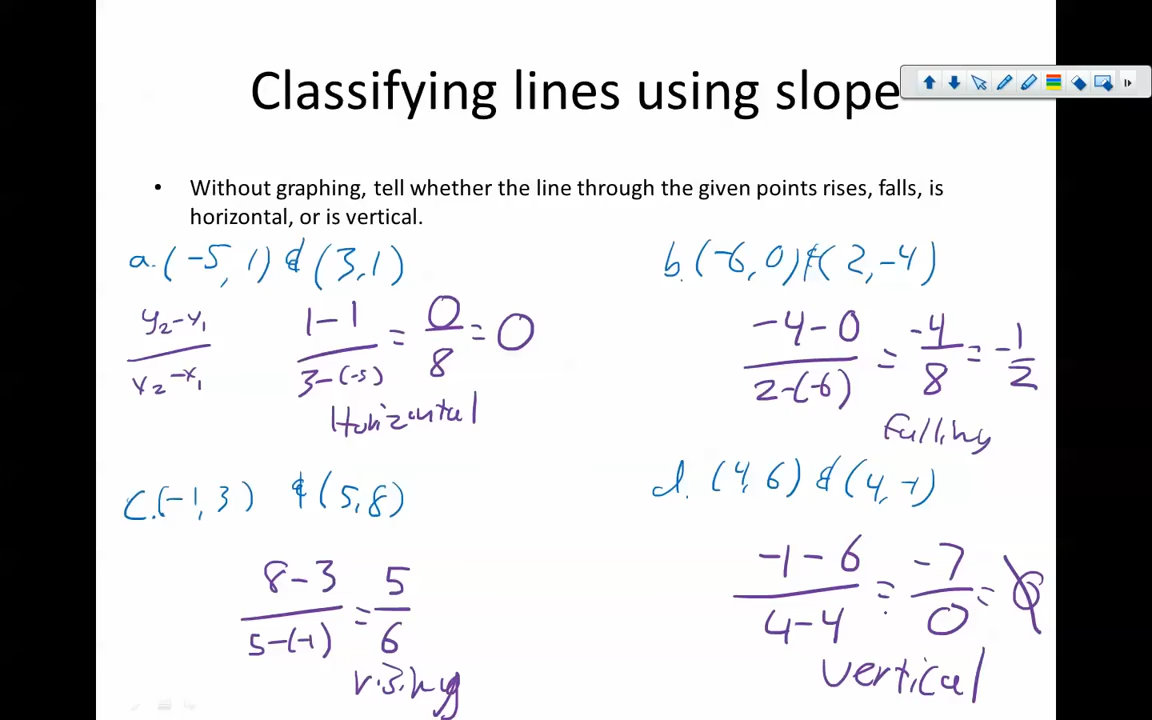 Classifying lines using slope
• Without graphing, tell whether the line through the given points rises, falls, is
horizontal, or is vertical.
a. (-5, 1) & (3,1)
y₂-y₁ / x₂-x₁
1-1 / 3-(-5) = 0/8 = 0
Horizontal
b. (-6, 0) & (2, -4)
-4-0 / 2-(-6) = -4/8 = -1/2
Falling
c. (-1, 3) & (5,8)
8-3 / 5-(-1) = 5/6
rising
d. (4, 6) & (4, -1)
-1-6 / 4-4 = -7/0 =
vertical